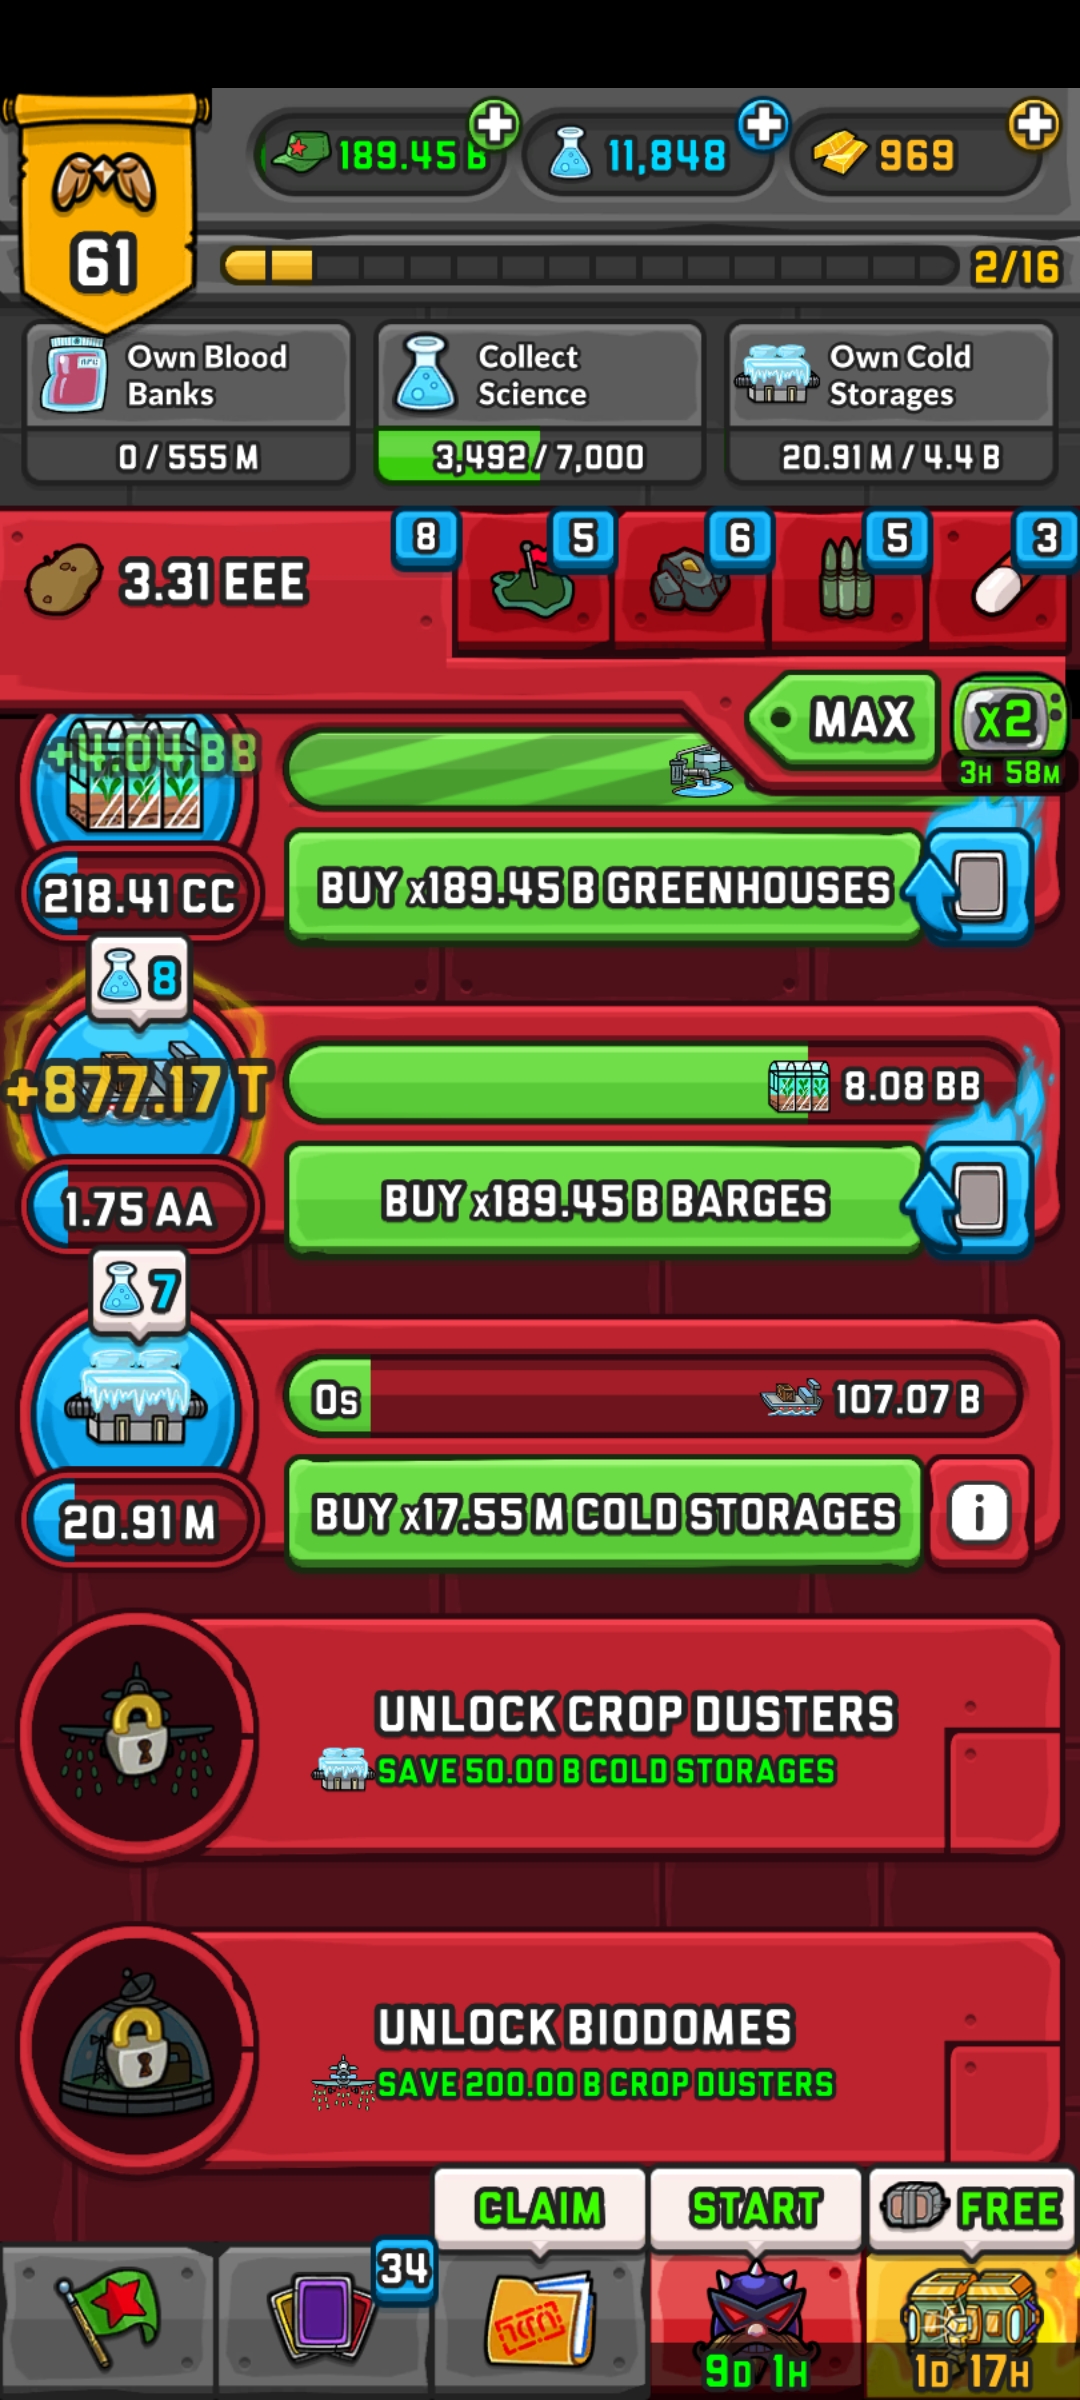 189.45 B
11,848
969
61
2/16
Own Blood
Banks
0 / 555 M
Collect
Science
3,492 / 7,000
Own Cold
Storages
20.91 M / 4.4 B
3.31 EEE
8
5
6
5
3
MAX
x2
3H 58M
+4.04 BB
218.41 CC
BUY x189.45 B GREENHOUSES
8
+877.17 T
8.08 BB
1.75 AA
BUY x189.45 B BARGES
7
0s
107.07 B
20.91 M
BUY x17.55 M COLD STORAGES
i
UNLOCK CROP DUSTERS
SAVE 50.00 B COLD STORAGES
UNLOCK BIODOMES
SAVE 200.00 B CROP DUSTERS
CLAIM
START
FREE
34
9D 1H
1D 17H